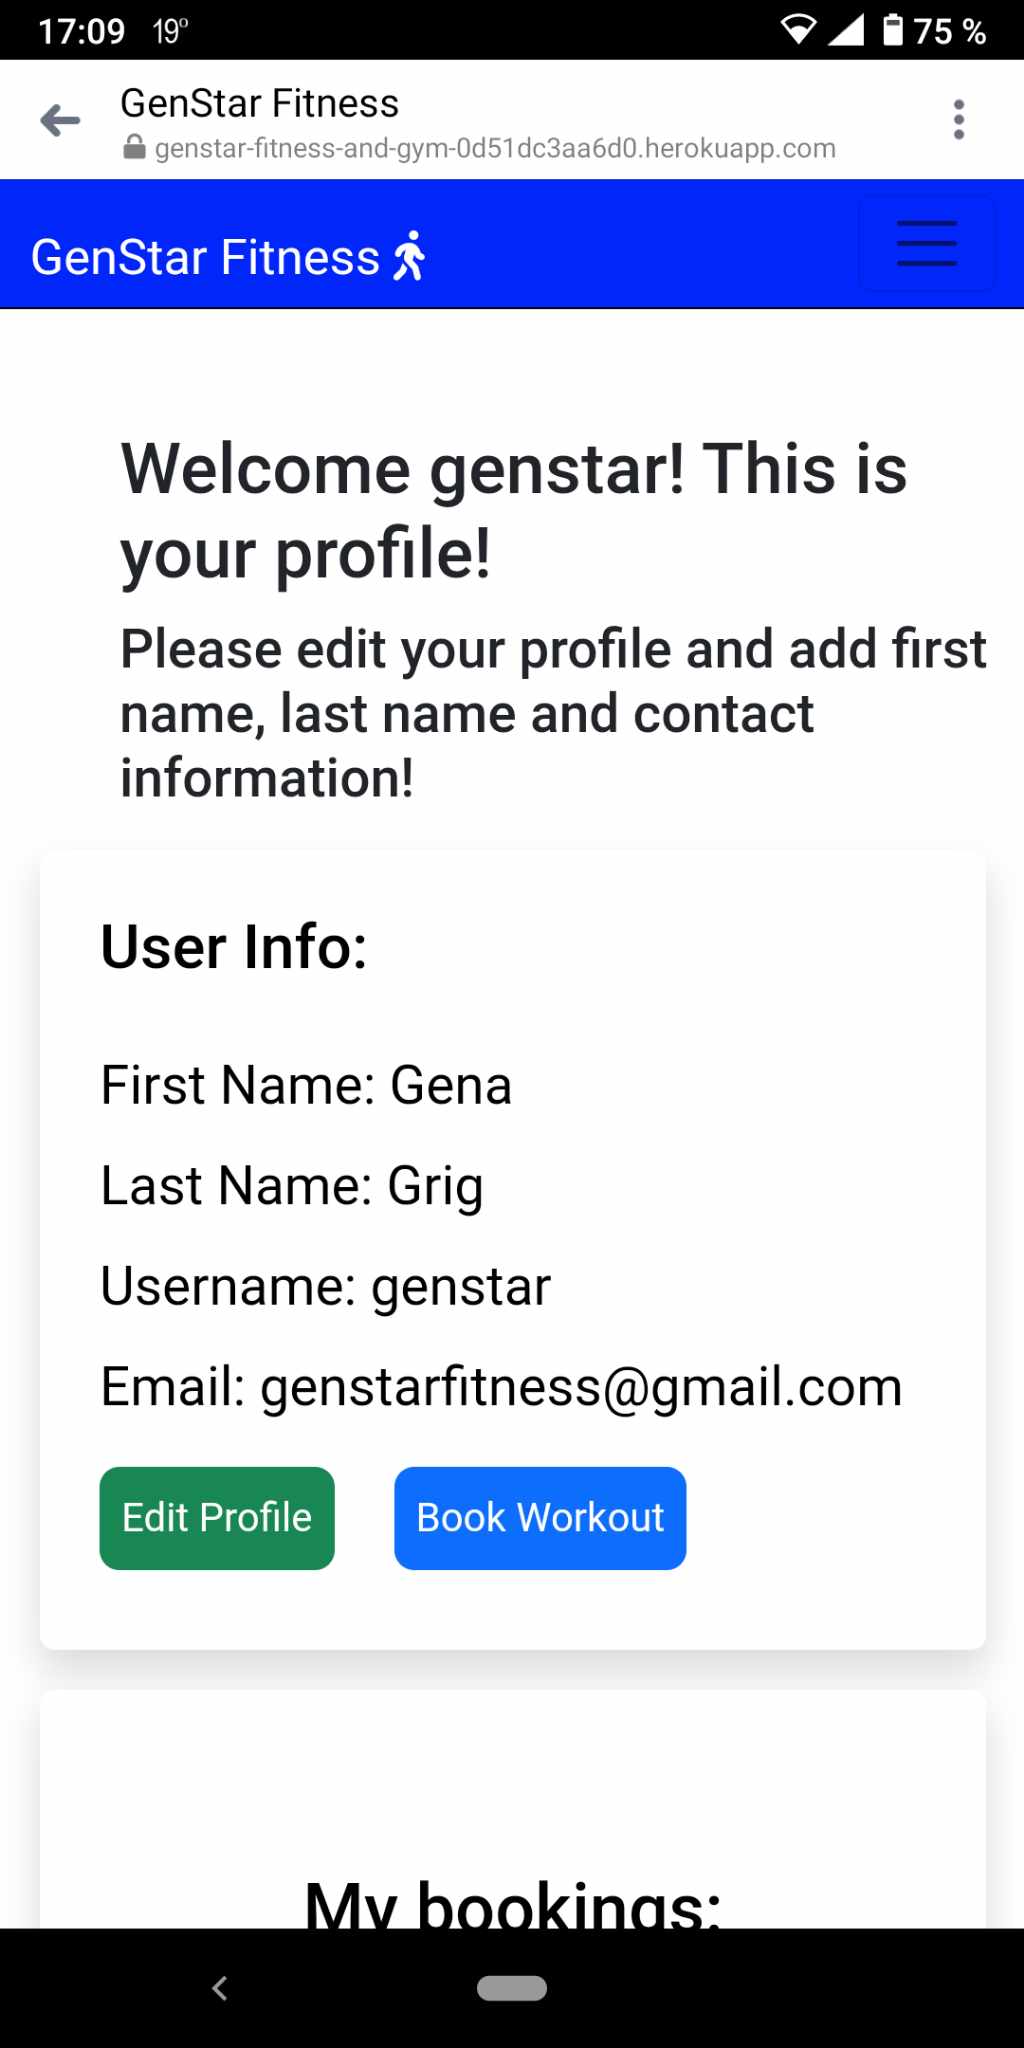 17:09 19° 75 %
GenStar Fitness
genstar-fitness-and-gym-0d51dc3aa6d0.herokuapp.com
GenStar Fitness
Welcome genstar! This is
your profile!
Please edit your profile and add first
name, last name and contact
information!
User Info:
First Name: Gena
Last Name: Grig
Username: genstar
Email: genstarfitness@gmail.com
Edit Profile Book Workout
My bookings: